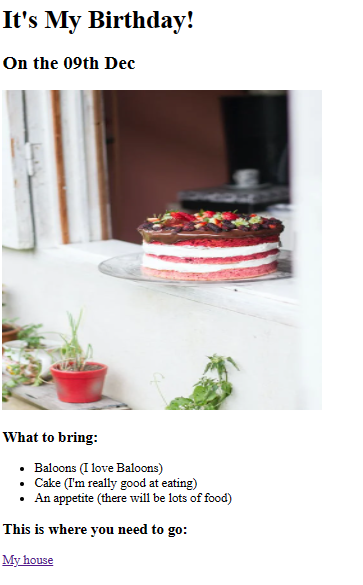 It's My Birthday!
On the 09th Dec
What to bring:
Baloons (I love Baloons)
Cake (I'm really good at eating)
An appetite (there will be lots of food)
This is where you need to go:
My house